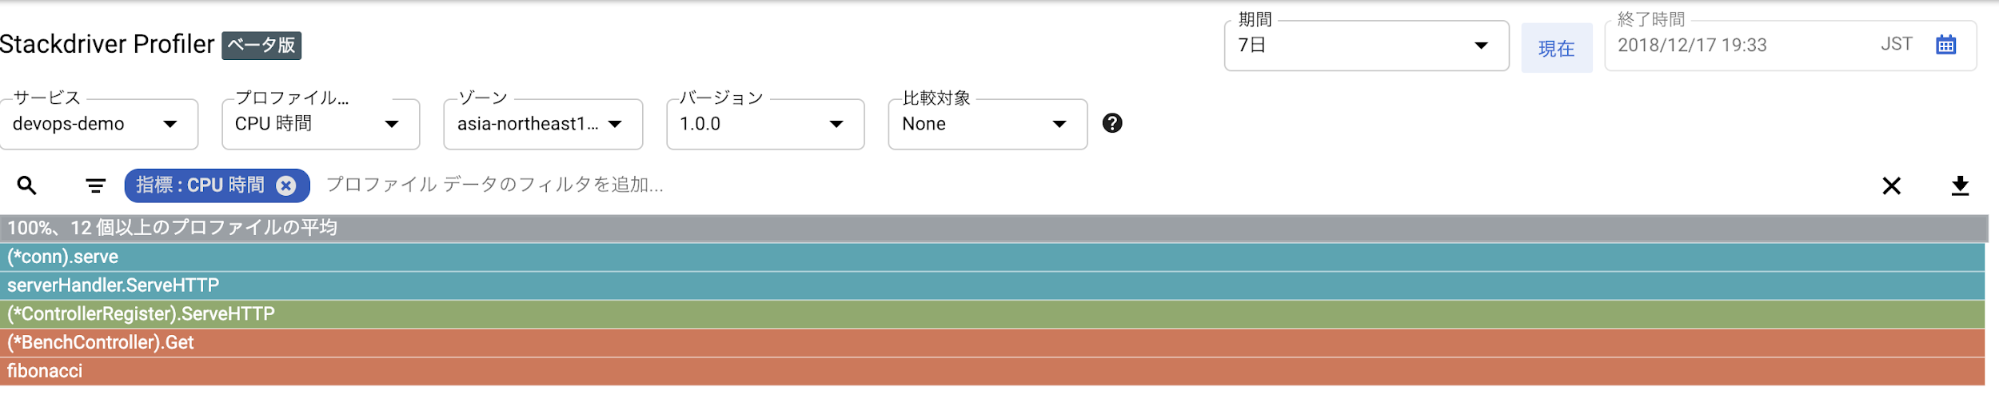 Stackdriver Profiler ベータ版
期間
7日
現在
終了時間
2018/12/17 19:33 JST
サービス
devops-demo
プロファイル...
CPU 時間
ゾーン
asia-northeast1...
バージョン
1.0.0
比較対象
None
指標 : CPU 時間 プロファイル データのフィルタを追加...
100%、12 個以上のプロファイルの平均
(*conn).serve
serverHandler.ServeHTTP
(*ControllerRegister).ServeHTTP
(*BenchController).Get
fibonacci